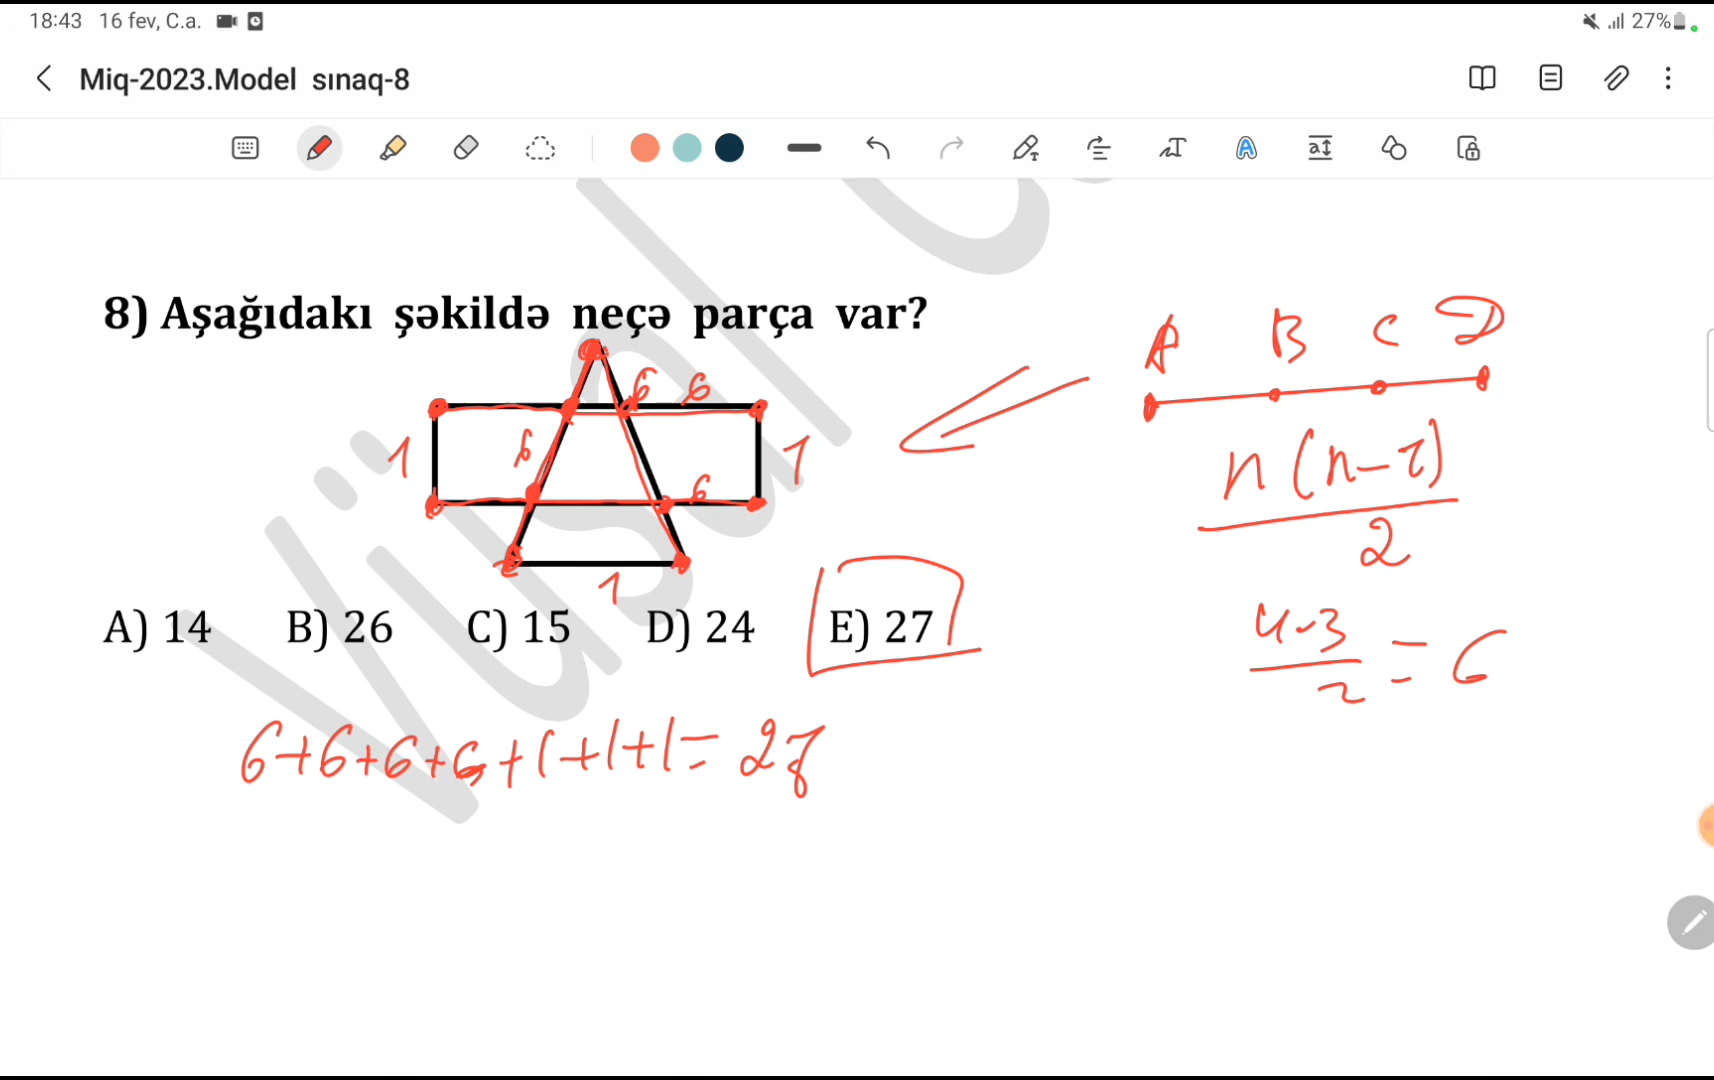 18:43 16 fev, C.a. 27%
Miq-2023.Model sınaq-8
8) Aşağıdakı şəkildə neçə parça var?
A B C D
6 6
1 6 1
6
n(n-1)
2
1
A) 14 B) 26 C) 15 D) 24 E) 27
4·3 = 6
2
6+6+6+6+1+1+1= 27
Vüsal